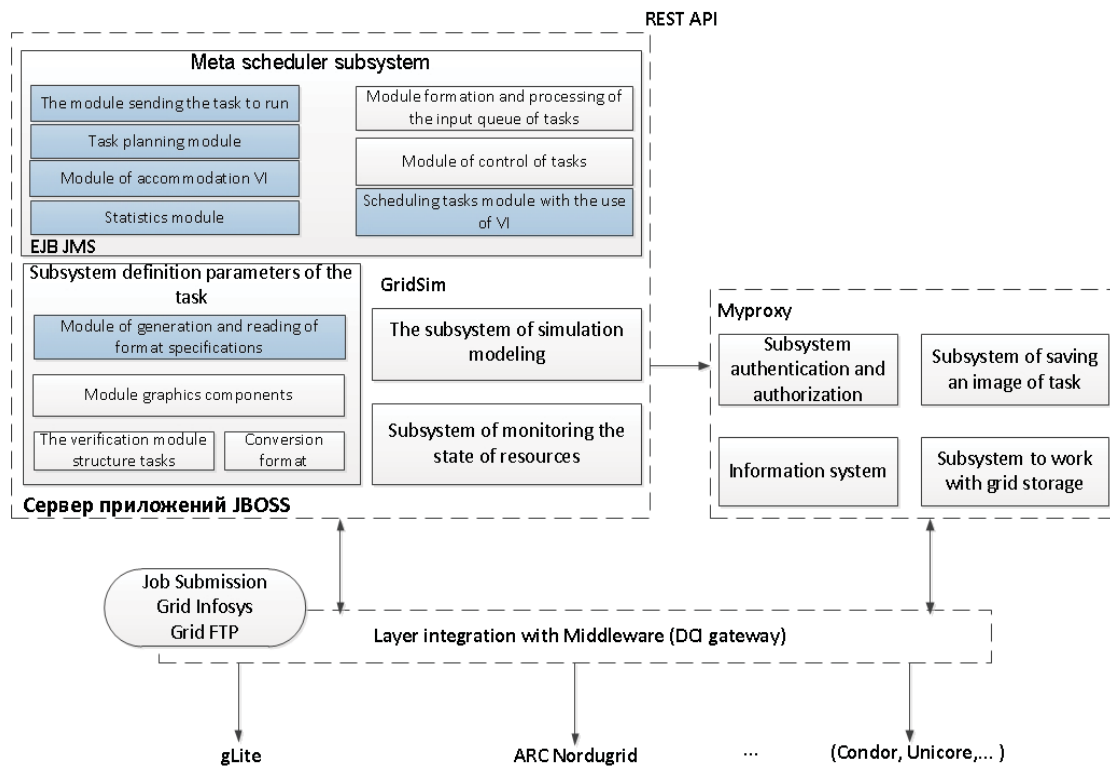 REST API
Meta scheduler subsystem
The module sending the task to run
Task planning module
Module of accommodation VI
Statistics module
Module formation and processing of
the input queue of tasks
Module of control of tasks
Scheduling tasks module with the use
of VI
EJB JMS
Subsystem definition parameters of the
task
Module of generation and reading of
format specifications
Module graphics components
The verification module
structure tasks
Conversion
format
GridSim
The subsystem of simulation
modeling
Subsystem of monitoring the
state of resources
Сервер приложений JBOSS
Myproxy
Subsystem
authentication and
authorization
Subsystem of saving
an image of task
Information system
Subsystem to work
with grid storage
Job Submission
Grid Infosys
Grid FTP
Layer integration with Middleware (DCI gateway)
gLite
ARC Nordugrid
...
(Condor, Unicore,... )